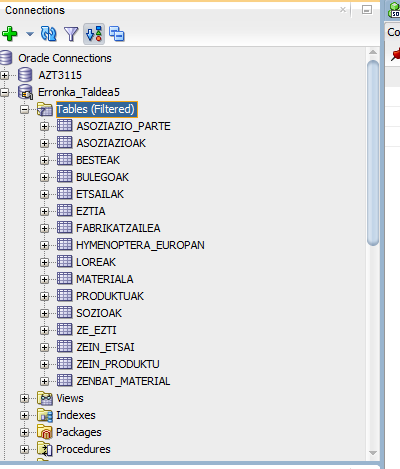 Connections
Oracle Connections
AZT3115
Erronka_Taldea5
Tables (Filtered)
ASOZIAZIO_PARTE
ASOZIAZIOAK
BESTEAK
BULEGOAK
ETSAILAK
EZTIA
FABRIKATZAILEA
HYMENOPTERA_EUROPAN
LOREAK
MATERIALA
PRODUKTUAK
SOZIOAK
ZE_EZTI
ZEIN_ETSAI
ZEIN_PRODUKTU
ZENBAT_MATERIAL
Views
Indexes
Packages
Procedures
Co